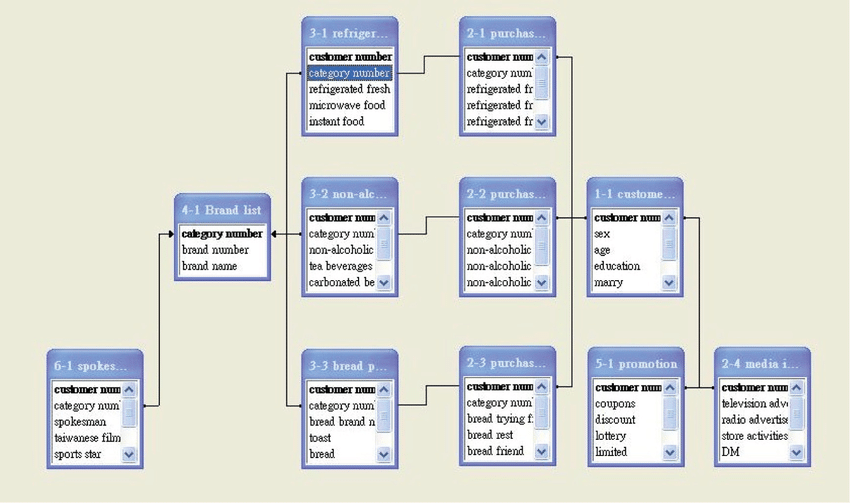 3-1 refriger...
customer number
category number
refrigerated fresh
microwave food
instant food
2-1 purchas...
customer num
category num
refrigerated fr
refrigerated fr
refrigerated fr
4-1 Brand list
category number
brand number
brand name
3-2 non-alc...
customer num
category num
non-alcoholic
tea beverages
carbonated be
2-2 purchas...
customer num
category num
non-alcoholic
non-alcoholic
non-alcoholic
1-1 custome...
customer num
sex
age
education
marry
6-1 spokes...
customer num
category num
spokesman
taiwanese film
sports star
3-3 bread p...
customer num
category num
bread brand n
toast
bread
2-3 purchas...
customer num
category num
bread trying f
bread rest
bread friend
5-1 promotion
customer num
coupons
discount
lottery
limited
2-4 media i...
customer num
television adv
radio advertise
store activities
DM